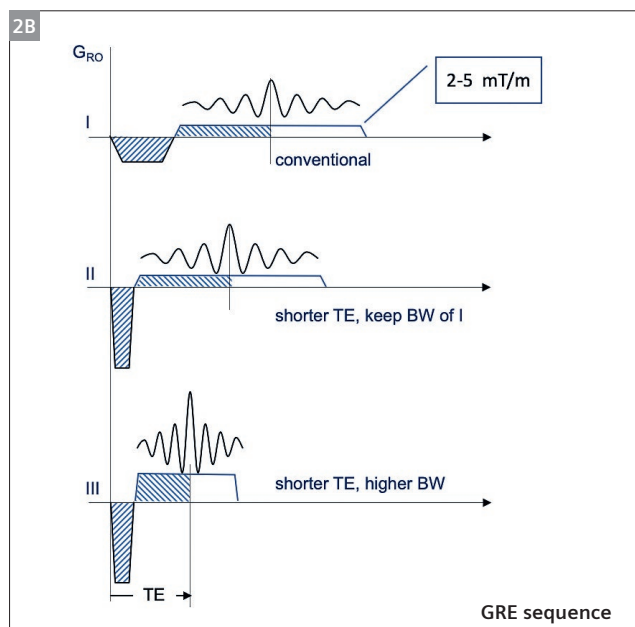 2B
G_RO
2-5 mT/m
I
conventional
II
shorter TE, keep BW of I
III
shorter TE, higher BW
TE
GRE sequence